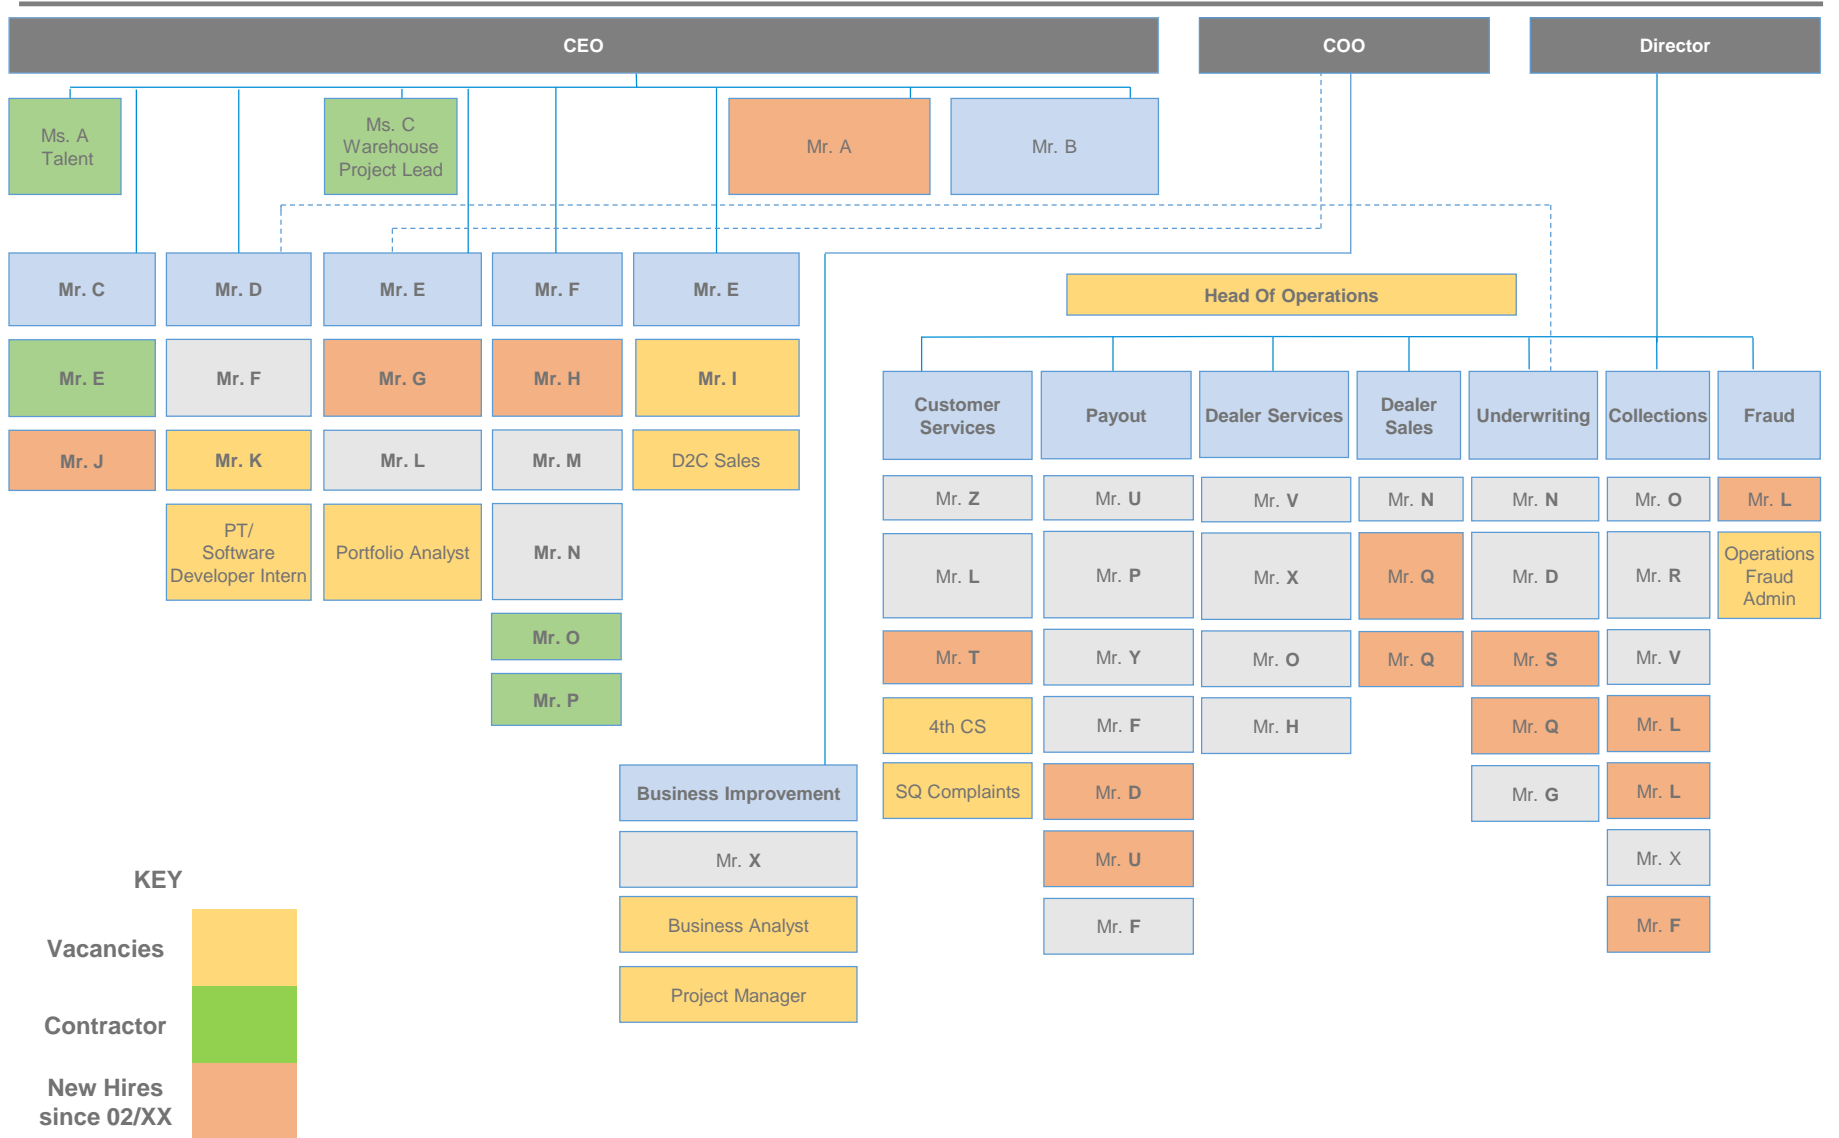 CEO
COO
Director
Ms. A
Talent
Ms. C
Warehouse
Project Lead
Mr. A
Mr. B
Mr. C
Mr. D
Mr. E
Mr. F
Mr. E
Head Of Operations
Mr. E
Mr. F
Mr. G
Mr. H
Mr. I
Customer
Services
Payout
Dealer Services
Dealer
Sales
Underwriting
Collections
Fraud
Mr. J
Mr. K
Mr. L
Mr. M
D2C Sales
Mr. Z
Mr. U
Mr. V
Mr. N
Mr. N
Mr. O
Mr. L
PT/
Software
Developer Intern
Portfolio Analyst
Mr. N
Mr. L
Mr. P
Mr. X
Mr. Q
Mr. D
Mr. R
Operations
Fraud
Admin
Mr. O
Mr. T
Mr. Y
Mr. O
Mr. Q
Mr. S
Mr. V
Mr. P
4th CS
Mr. F
Mr. H
Mr. Q
Mr. L
Business Improvement
SQ Complaints
Mr. D
Mr. G
Mr. L
Mr. X
Mr. U
Mr. X
Business Analyst
Mr. F
Mr. F
Project Manager
KEY
Vacancies
Contractor
New Hires
since 02/XX